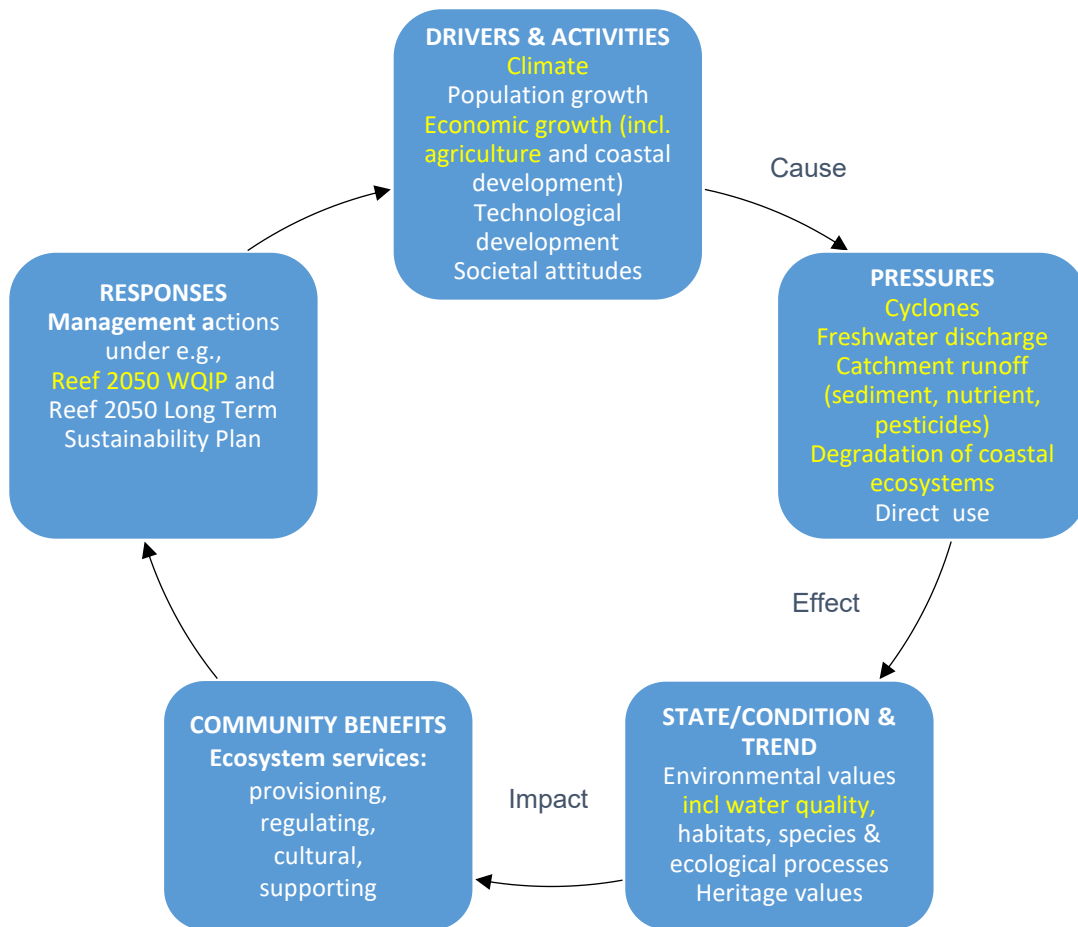 DRIVERS & ACTIVITIES
Climate
Population growth
Economic growth (incl.
agriculture and coastal
development)
Technological
development
Societal attitudes
Cause
PRESSURES
Cyclones
Freshwater discharge
Catchment runoff
(sediment, nutrient,
pesticides)
Degradation of coastal
ecosystems
Direct use
Effect
STATE/CONDITION &
TREND
Environmental values
incl water quality,
habitats, species &
ecological processes
Heritage values
Impact
COMMUNITY BENEFITS
Ecosystem services:
provisioning,
regulating,
cultural,
supporting
RESPONSES
Management actions
under e.g.,
Reef 2050 WQIP and
Reef 2050 Long Term
Sustainability Plan